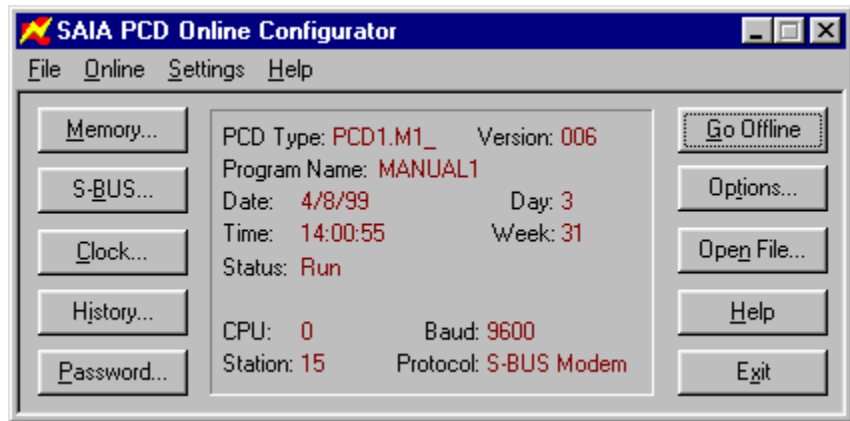 SAIA PCD Online Configurator
File Online Settings Help
Memory...
S-BUS...
Clock...
History...
Password...
PCD Type: PCD1.M1_ Version: 006
Program Name: MANUAL1
Date: 4/8/99 Day: 3
Time: 14:00:55 Week: 31
Status: Run
CPU: 0 Baud: 9600
Station: 15 Protocol: S-BUS Modem
Go Offline
Options...
Open File...
Help
Exit